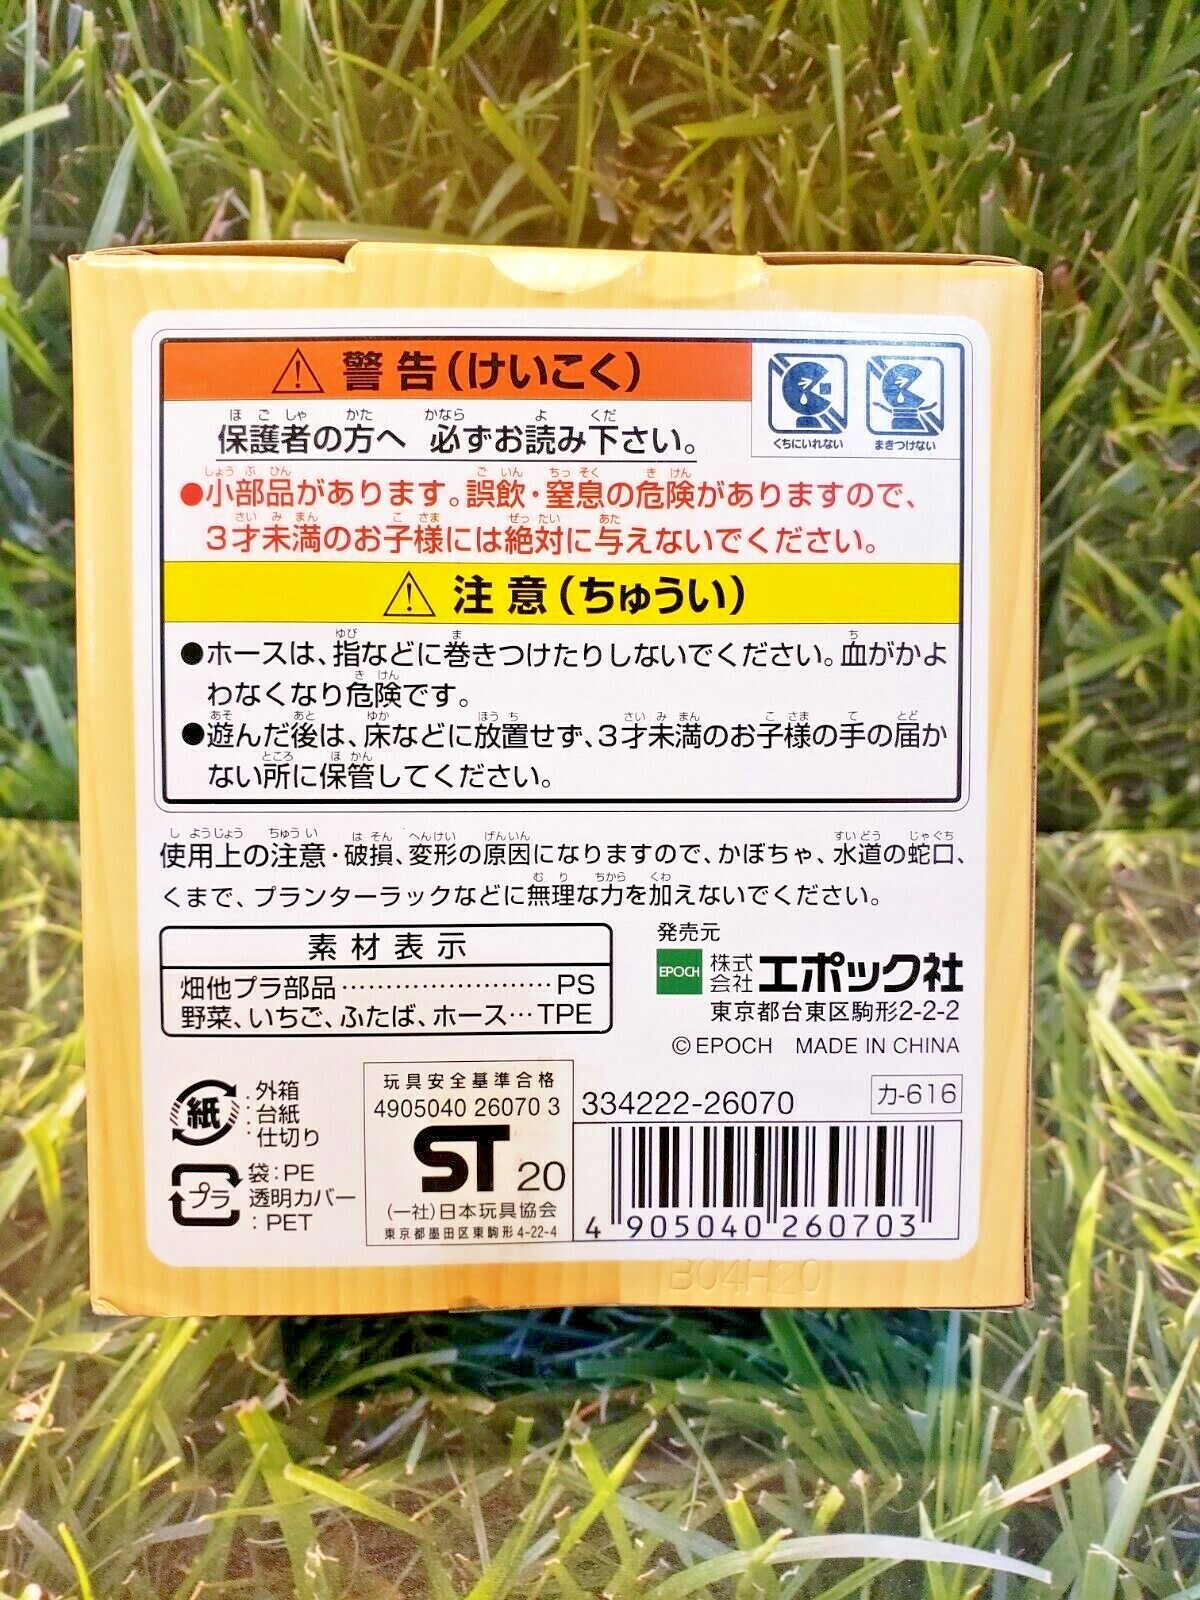 ⚠ 警告(けいこく)
くちにいれない
まきつけない
ほ ご しゃ かた かなら よ くだ
保護者の方へ 必ずお読み下さい。
しょう ぶ ひん ご いん ちっ そく き けん
●小部品があります。誤飲・窒息の危険がありますので、
さい み まん こ さま ぜっ たい あた
3才未満のお子様には絶対に与えないでください。
⚠ 注意(ちゅうい)
ゆび ま ち
●ホースは、指などに巻きつけたりしないでください。血がかよ
き けん
わなくなり危険です。
あそ あと ゆか ほう ち さい み まん こ さま て とど
●遊んだ後は、床などに放置せず、3才未満のお子様の手の届か
ところ ほ かん
ない所に保管してください。
し ようじょう ちゅう い は そん へんけい げんいん すい どう じゃぐち
使用上の注意・破損、変形の原因になりますので、かぼちゃ、水道の蛇口、
む り ちから くわ
くまで、プランターラックなどに無理な力を加えないでください。
素材表示
畑他プラ部品……………………PS
野菜、いちご、ふたば、ホース…TPE
発売元
EPOCH 株式会社 エポック社
東京都台東区駒形2-2-2
©EPOCH MADE IN CHINA
紙
:外箱
:台紙
:仕切り
プラ
袋:PE
透明カバー
:PET
玩具安全基準合格
4905040 26070 3
ST 20
(一社)日本玩具協会
東京都墨田区東駒形4-22-4
334222-26070
カ-616
4 905040 260703
B04H20